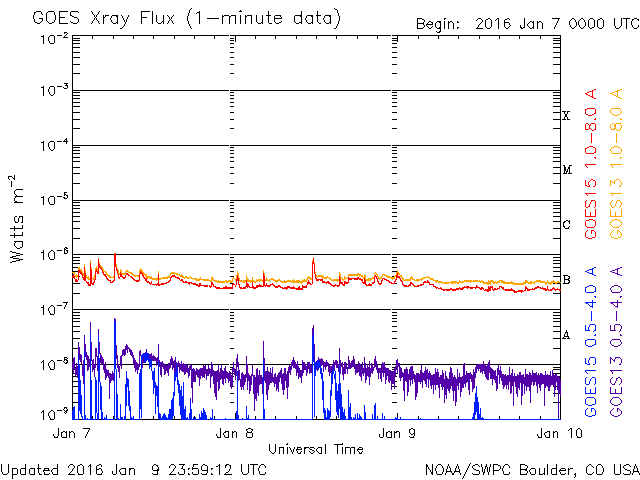 GOES Xray Flux (1-minute data)
Begin: 2016 Jan 7 0000 UTC
10-2
10-3
10-4
10-5
10-6
10-7
10-8
10-9
Watts m-2
X
M
C
B
A
GOES15 1.0-8.0 A
GOES13 1.0-8.0 A
GOES15 0.5-4.0 A
GOES13 0.5-4.0 A
Jan 7
Jan 8
Jan 9
Jan 10
Universal Time
Updated 2016 Jan 9 23:59:12 UTC
NOAA/SWPC Boulder, CO USA